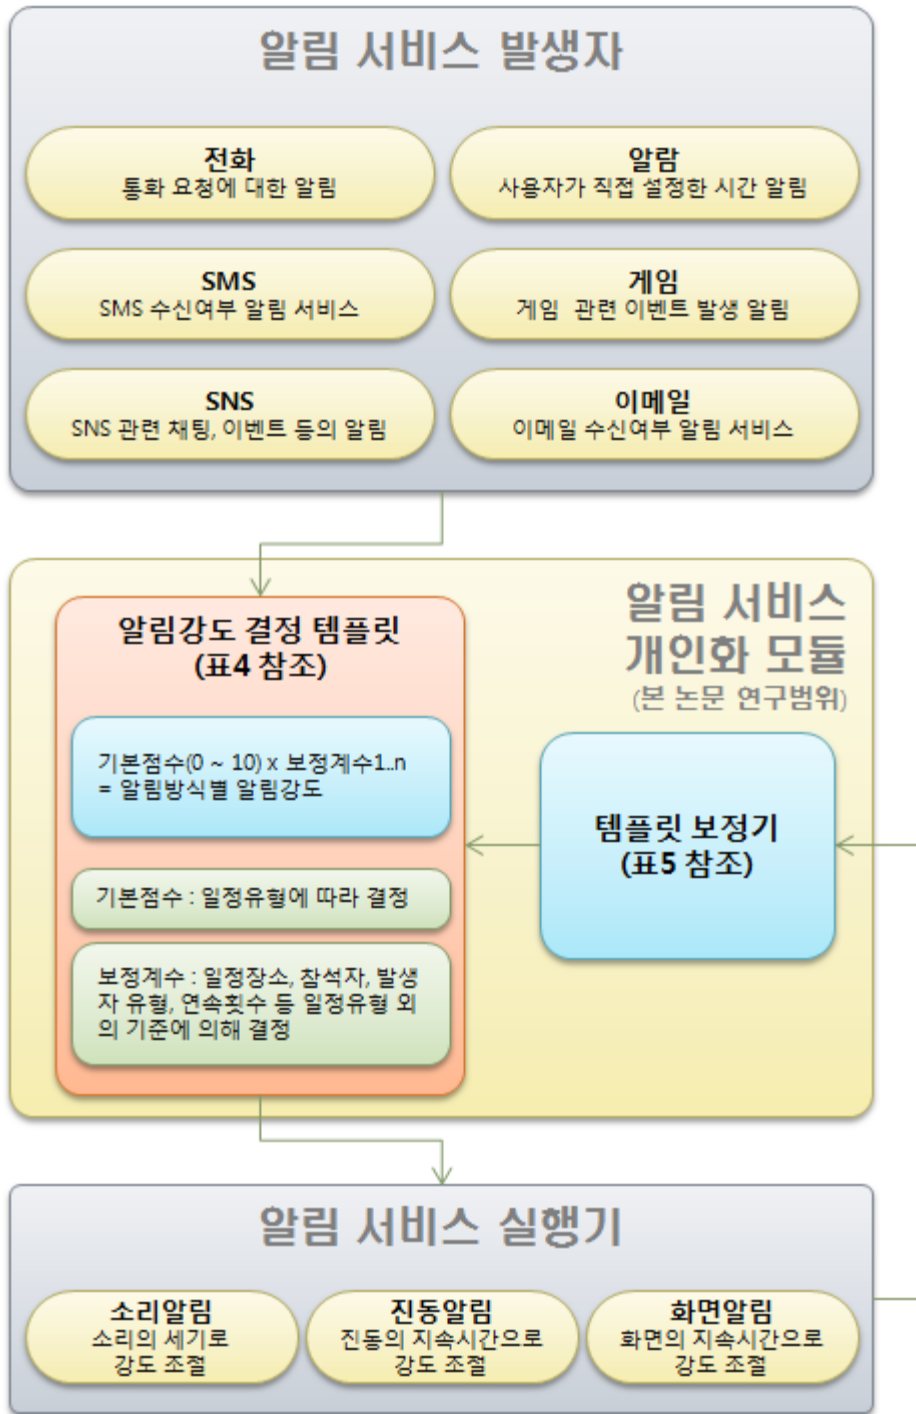 알림 서비스 발생자
전화
통화 요청에 대한 알림
알람
사용자가 직접 설정한 시간 알림
SMS
SMS 수신여부 알림 서비스
게임
게임 관련 이벤트 발생 알림
SNS
SNS 관련 채팅, 이벤트 등의 알림
이메일
이메일 수신여부 알림 서비스
알림 서비스
개인화 모듈
(본 논문 연구범위)
알림강도 결정 템플릿
(표4 참조)
기본점수(0 ~ 10) x 보정계수1..n
= 알림방식별 알림강도
기본점수 : 일정유형에 따라 결정
보정계수 : 일정장소, 참석자, 발생
자 유형, 연속횟수 등 일정유형 외
의 기준에 의해 결정
템플릿 보정기
(표5 참조)
알림 서비스 실행기
소리알림
소리의 세기로
강도 조절
진동알림
진동의 지속시간으로
강도 조절
화면알림
화면의 지속시간으로
강도 조절